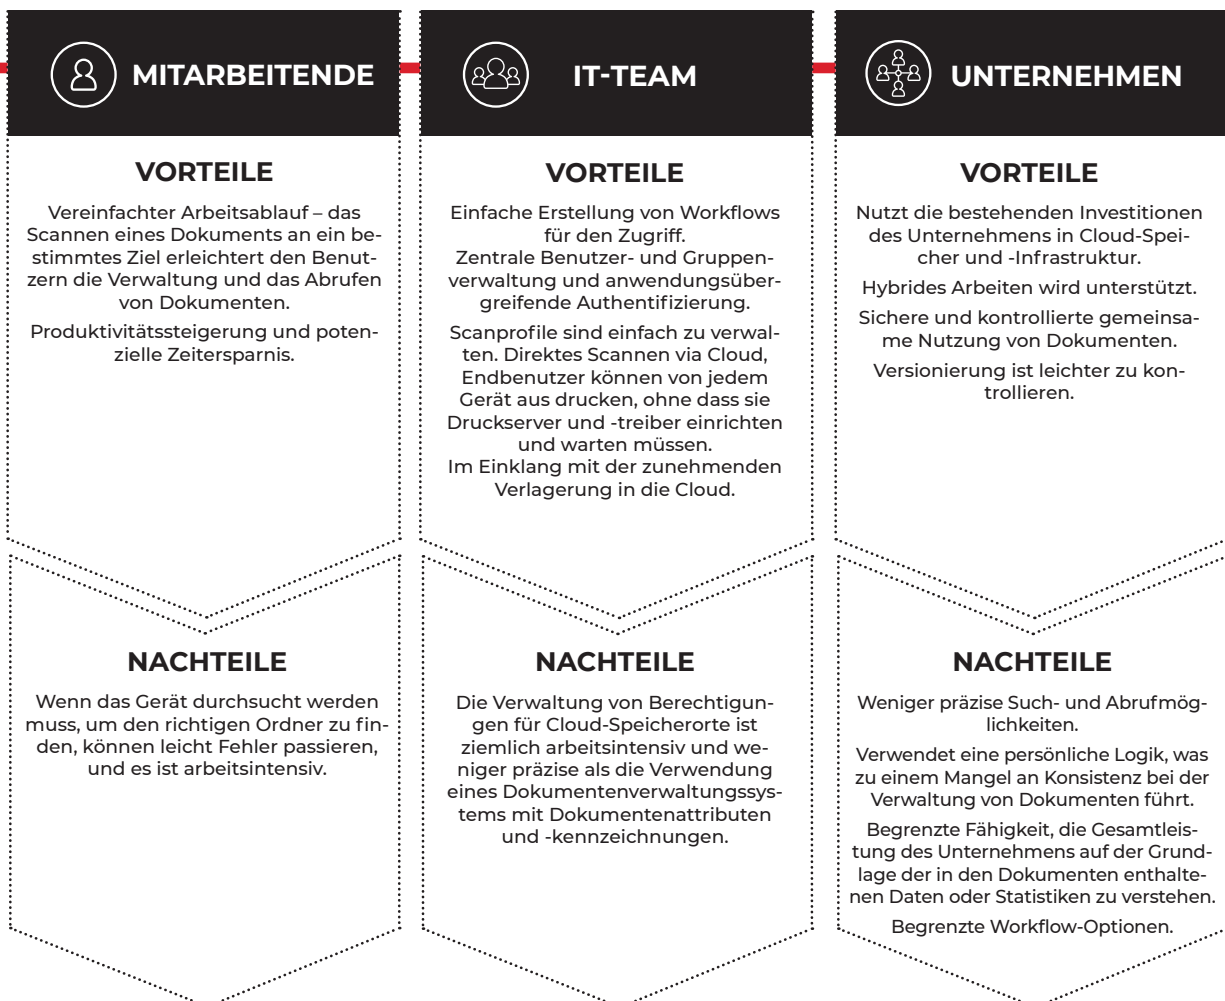 MITARBEITENDE
VORTEILE
Vereinfachter Arbeitsablauf – das
Scannen eines Dokuments an ein be-
stimmtes Ziel erleichtert den Benut-
zern die Verwaltung und das Abrufen
von Dokumenten.
Produktivitätssteigerung und poten-
zielle Zeitersparnis.
NACHTEILE
Wenn das Gerät durchsucht werden
muss, um den richtigen Ordner zu fin-
den, können leicht Fehler passieren,
und es ist arbeitsintensiv.
IT-TEAM
VORTEILE
Einfache Erstellung von Workflows
für den Zugriff.
Zentrale Benutzer- und Gruppen-
verwaltung und anwendungsüber-
greifende Authentifizierung.
Scanprofile sind einfach zu verwal-
ten. Direktes Scannen via Cloud,
Endbenutzer können von jedem
Gerät aus drucken, ohne dass sie
Druckserver und -treiber einrichten
und warten müssen.
Im Einklang mit der zunehmenden
Verlagerung in die Cloud.
NACHTEILE
Die Verwaltung von Berechtigun-
gen für Cloud-Speicherorte ist
ziemlich arbeitsintensiv und we-
niger präzise als die Verwendung
eines Dokumentenverwaltungssys-
tems mit Dokumentenattributen
und -kennzeichnungen.
UNTERNEHMEN
VORTEILE
Nutzt die bestehenden Investitionen
des Unternehmens in Cloud-Spei-
cher und -Infrastruktur.
Hybrides Arbeiten wird unterstützt.
Sichere und kontrollierte gemeinsa-
me Nutzung von Dokumenten.
Versionierung ist leichter zu kon-
trollieren.
NACHTEILE
Weniger präzise Such- und Abrufmög-
lichkeiten.
Verwendet eine persönliche Logik, was
zu einem Mangel an Konsistenz bei der
Verwaltung von Dokumenten führt.
Begrenzte Fähigkeit, die Gesamtleis-
tung des Unternehmens auf der Grund-
lage der in den Dokumenten enthalte-
nen Daten oder Statistiken zu verstehen.
Begrenzte Workflow-Optionen.